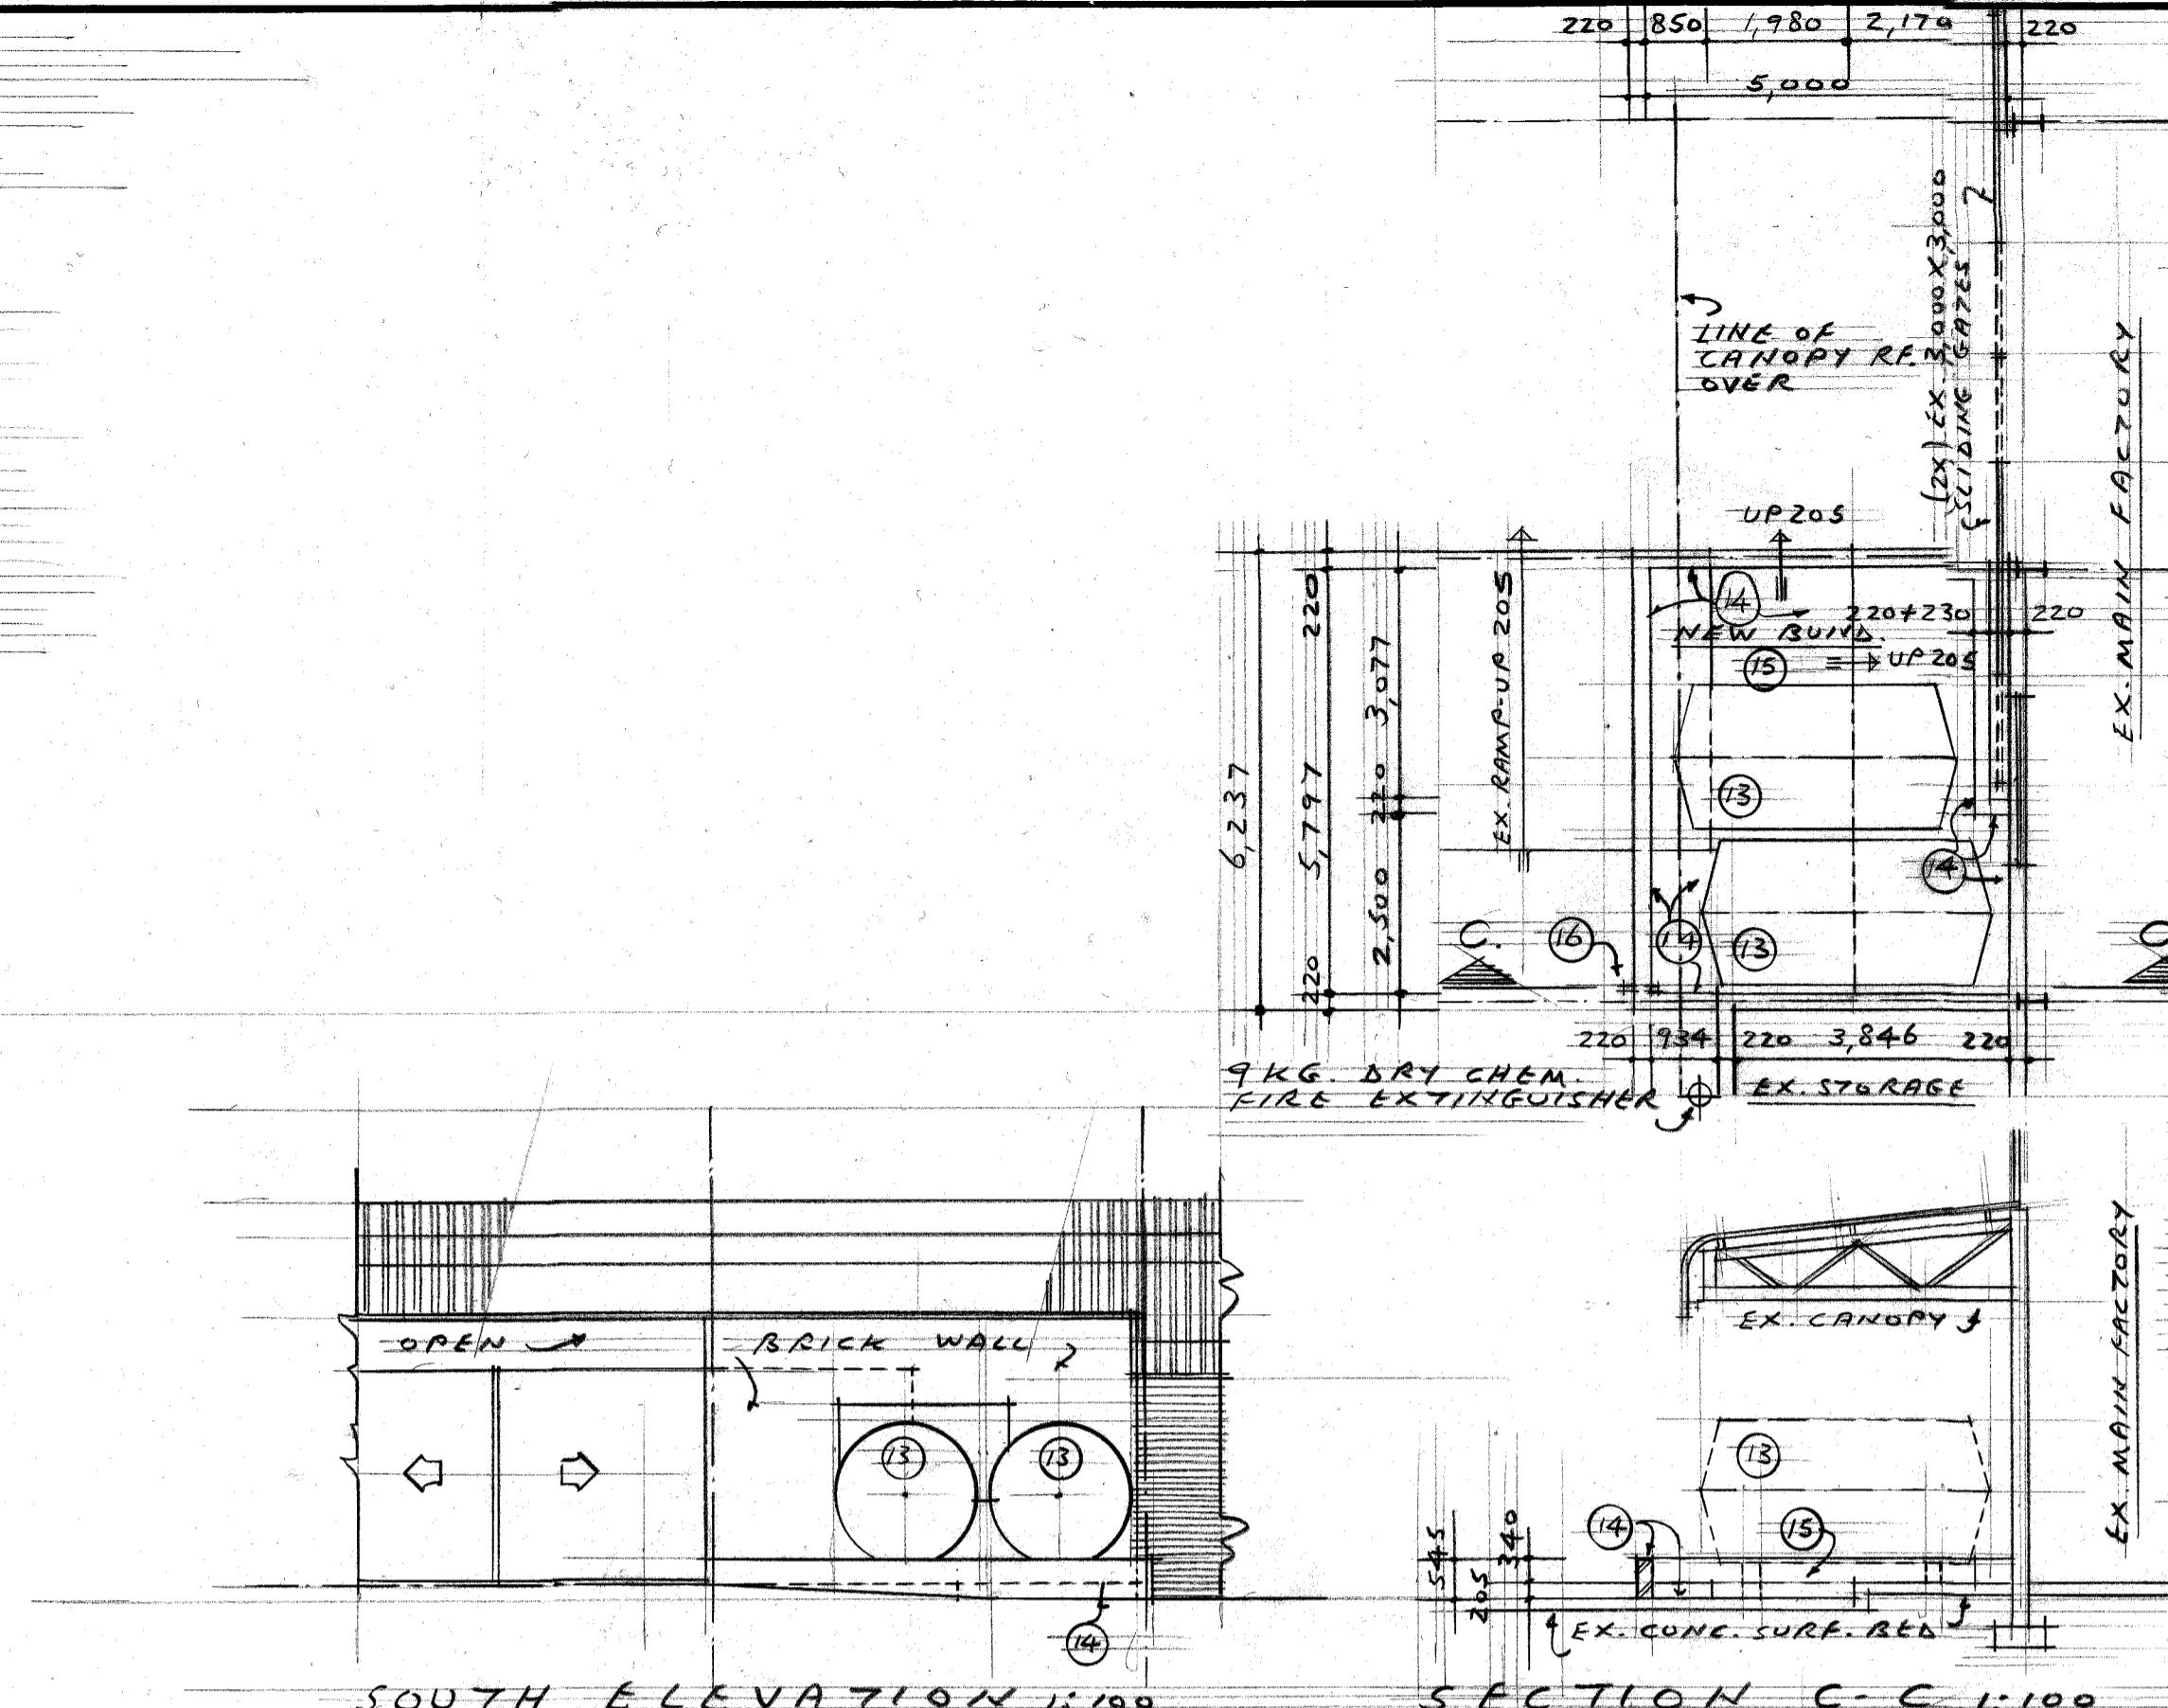 220 850 1,980 2,170 220
5,000
(2X) EX. 3,000 X 3,000
SLIDING GATES
LINE OF
CANOPY RF.
OVER
EX. MAIN FACTORY
UP 205
14
220+230
220
NEW BUND.
15
UP 205
EX. RAMP-UP 205
6,237
220
5,797
220
3,077
220
2,500
13
14
C.
16
14
13
C
220 934 220 3,846 220
9 KG. DRY CHEM.
FIRE EXTINGUISHER
EX. STORAGE
EX. CANOPY
EX. MAIN FACTORY
OPEN
BRICK WALL
13
13
14
13
14
15
545
205
340
EX. CONC. SURF. BED
SOUTH ELEVATION 1:100
SECTION C-C 1:100